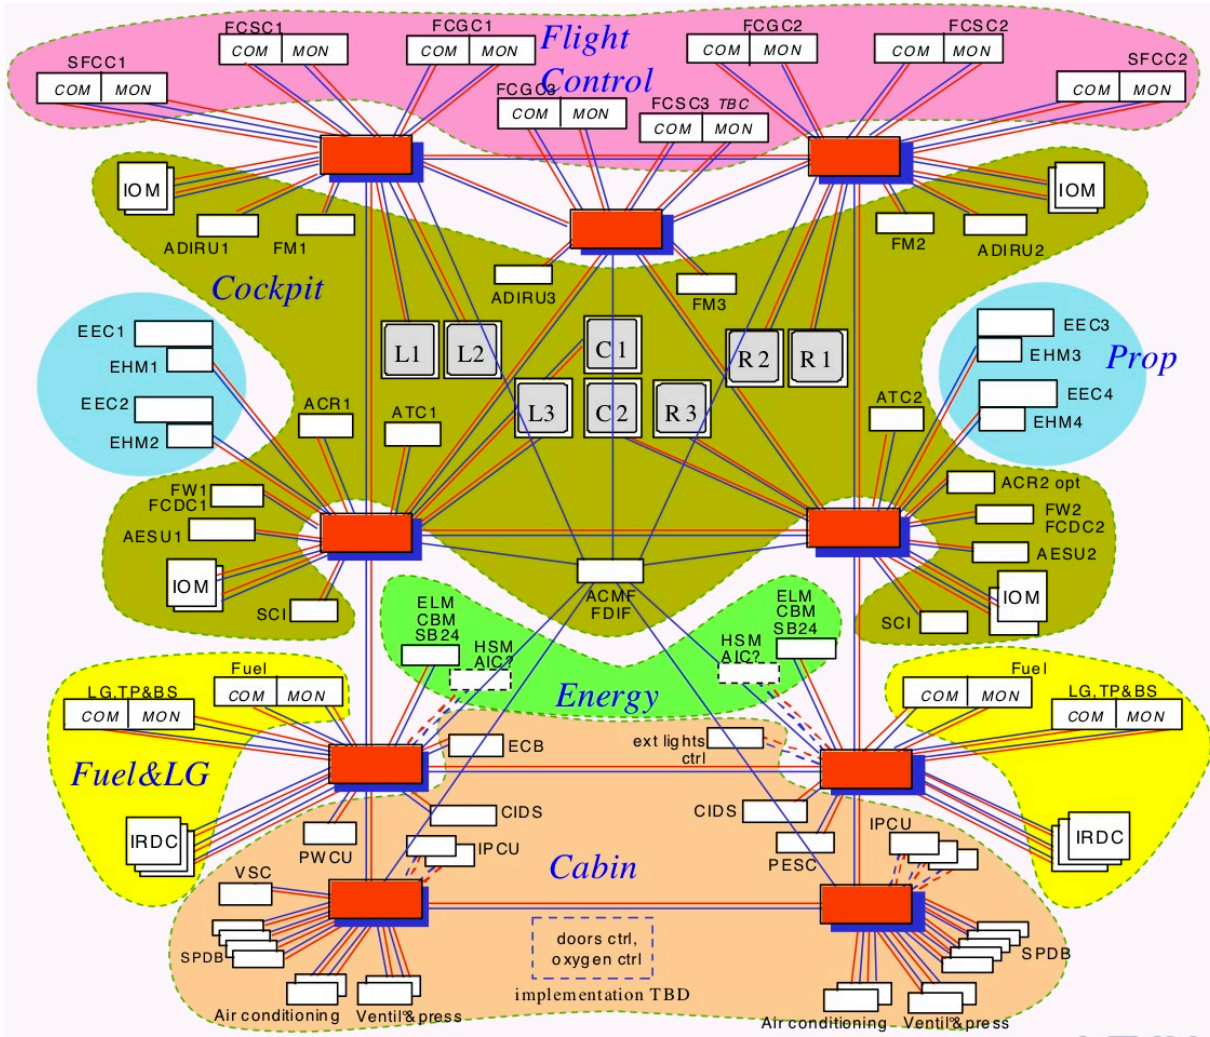 FCSC1
COM MON
FCGC1
COM MON
Flight
Control
FCGC2
COM MON
FCSC2
COM MON
SFCC1
COM MON
SFCC2
COM MON
FCGC3
COM MON
FCSC3 TBC
COM MON
IOM
ADIRU1
FM1
IOM
FM2
ADIRU2
ADIRU3
FM3
Cockpit
EEC1
EHM1
EEC2
EHM2
L1
L2
C1
R2
R1
L3
C2
R3
EEC3
EHM3
Prop
EEC4
EHM4
ACR1
ATC1
ATC2
FW1
FCDC1
AESU1
IOM
SCI
ACR2 opt
FW2
FCDC2
AESU2
IOM
SCI
ACMF
FDIF
ELM
CBM
SB24
HSM
AIC?
ELM
CBM
SB24
HSM
AIC?
Energy
Fuel
COM MON
LG,TP&BS
COM MON
Fuel
COM MON
LG,TP&BS
COM MON
Fuel&LG
ECB
ext lights
ctrl
IRDC
CIDS
PWCU
IPCU
CIDS
PESC
IPCU
IRDC
Cabin
VSC
SPDB
SPDB
doors ctrl,
oxygen ctrl
implementation TBD
Air conditioning
Ventil°&press
Air conditioning
Ventil°&press